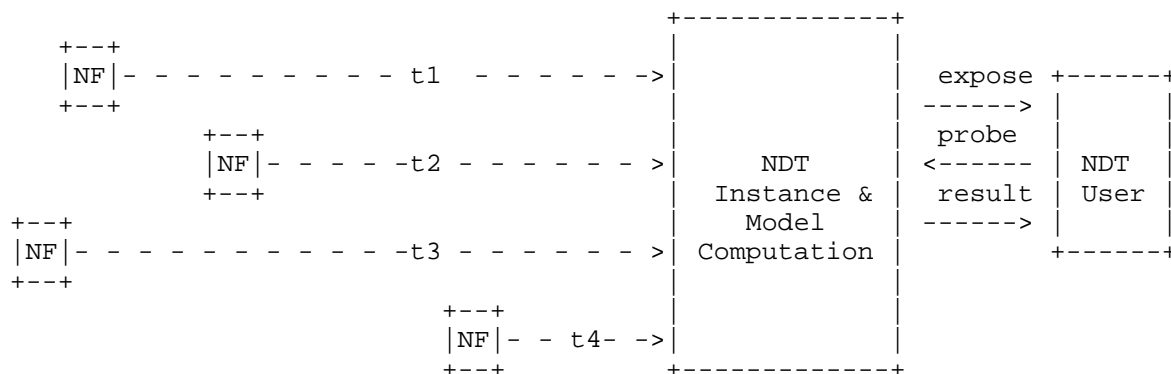 NF t1 expose
probe
NF t2 NDT NDT
Instance & result User
Model
NF t3 Computation
NF t4